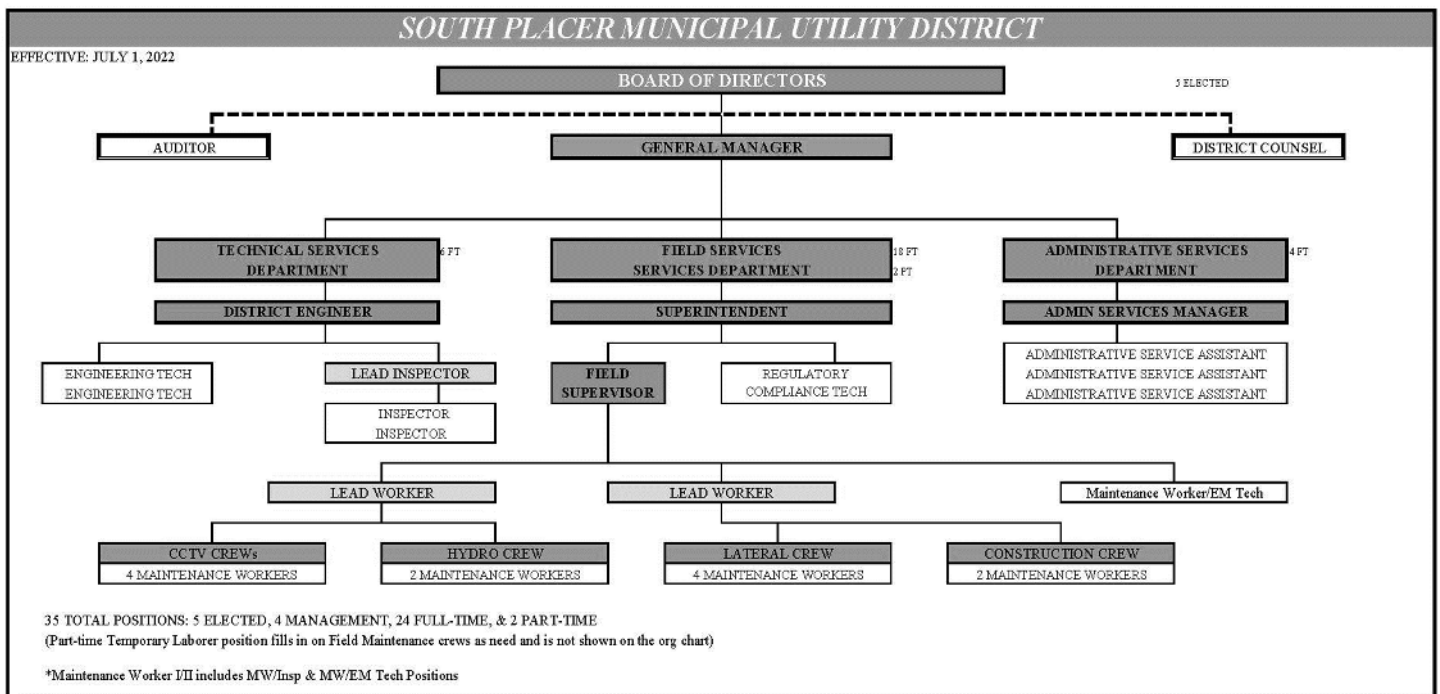 SOUTH PLACER MUNICIPAL UTILITY DISTRICT
EFFECTIVE: JULY 1, 2022
BOARD OF DIRECTORS
5 ELECTED
AUDITOR
GENERAL MANAGER
DISTRICT COUNSEL
TECHNICAL SERVICES
DEPARTMENT
6 FT
FIELD SERVICES
SERVICES DEPARTMENT
18 FT
2 FT
ADMINISTRATIVE SERVICES
DEPARTMENT
4 FT
DISTRICT ENGINEER
SUPERINTENDENT
ADMIN SERVICES MANAGER
ENGINEERING TECH
ENGINEERING TECH
LEAD INSPECTOR
INSPECTOR
INSPECTOR
FIELD
SUPERVISOR
REGULATORY
COMPLIANCE TECH
ADMINISTRATIVE SERVICE ASSISTANT
ADMINISTRATIVE SERVICE ASSISTANT
ADMINISTRATIVE SERVICE ASSISTANT
LEAD WORKER
LEAD WORKER
Maintenance Worker/EM Tech
CCTV CREWs
4 MAINTENANCE WORKERS
HYDRO CREW
2 MAINTENANCE WORKERS
LATERAL CREW
4 MAINTENANCE WORKERS
CONSTRUCTION CREW
2 MAINTENANCE WORKERS
35 TOTAL POSITIONS: 5 ELECTED, 4 MANAGEMENT, 24 FULL-TIME, & 2 PART-TIME
(Part-time Temporary Laborer position fills in on Field Maintenance crews as need and is not shown on the org chart)
*Maintenance Worker I/II includes MW/Insp & MW/EM Tech Positions